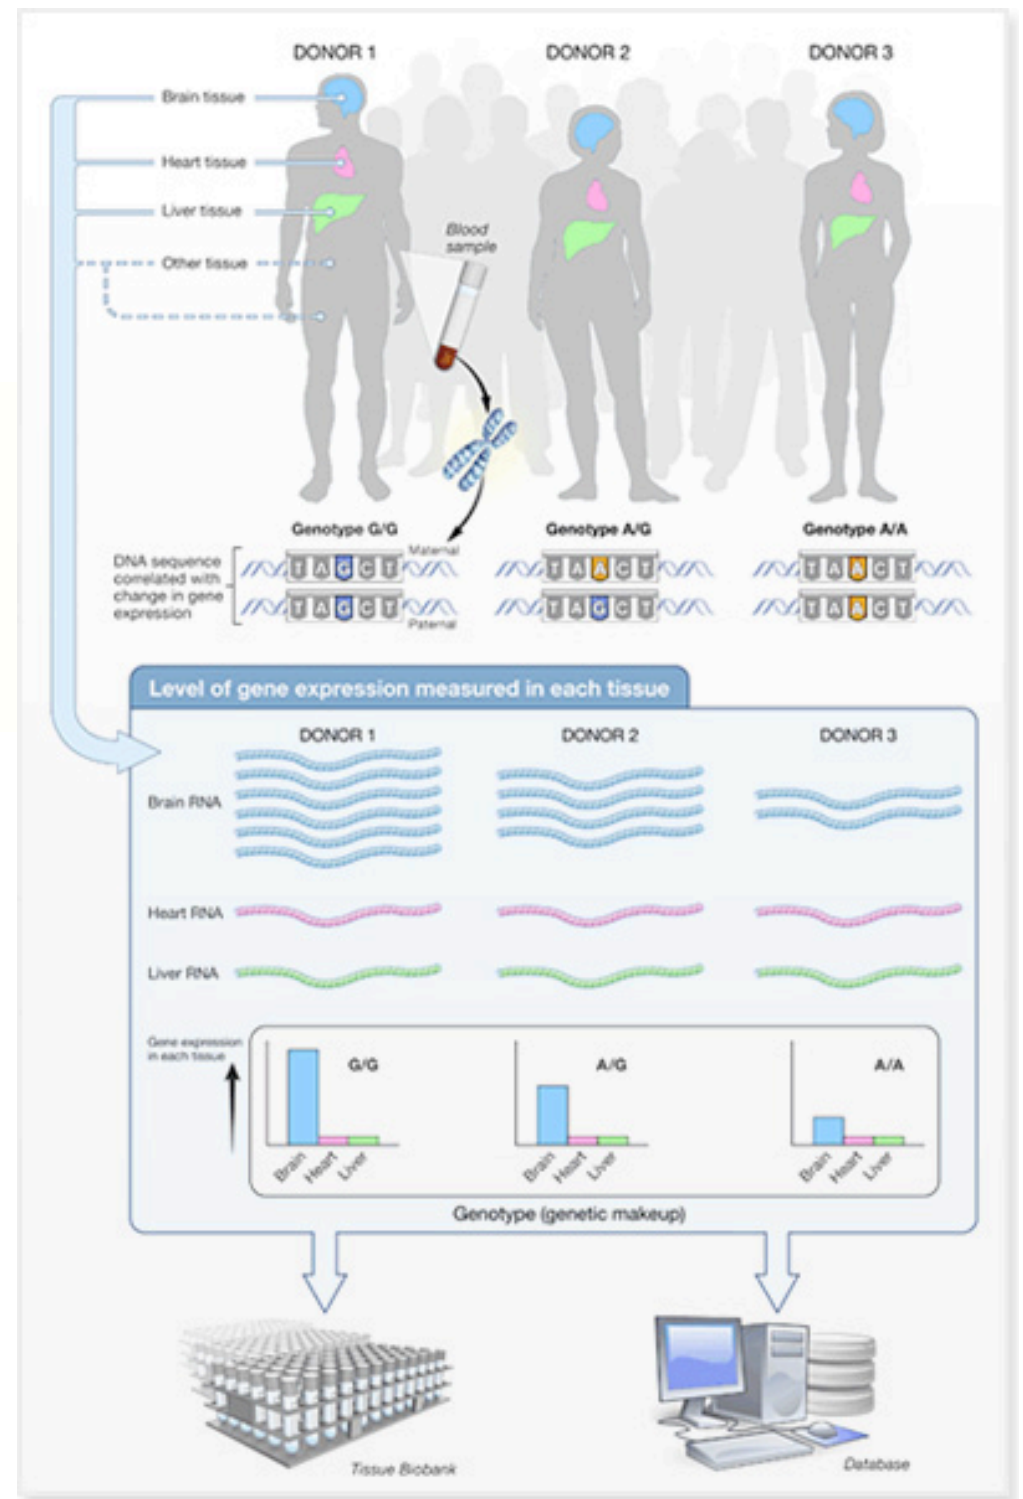 DONOR 1
DONOR 2
DONOR 3
Brain tissue
Heart tissue
Liver tissue
Other tissue
Blood
sample
Genotype G/G
Genotype A/G
Genotype A/A
DNA sequence
correlated with
change in gene
expression
Maternal
Paternal
TAGCT
TAACT
TAACT
TAGCT
TAGCT
TAACT
Level of gene expression measured in each tissue
DONOR 1
DONOR 2
DONOR 3
Brain RNA
Heart RNA
Liver RNA
Gene expression
in each tissue
G/G
A/G
A/A
Brain
Heart
Liver
Brain
Heart
Liver
Brain
Heart
Liver
Genotype (genetic makeup)
Tissue Biobank
Database